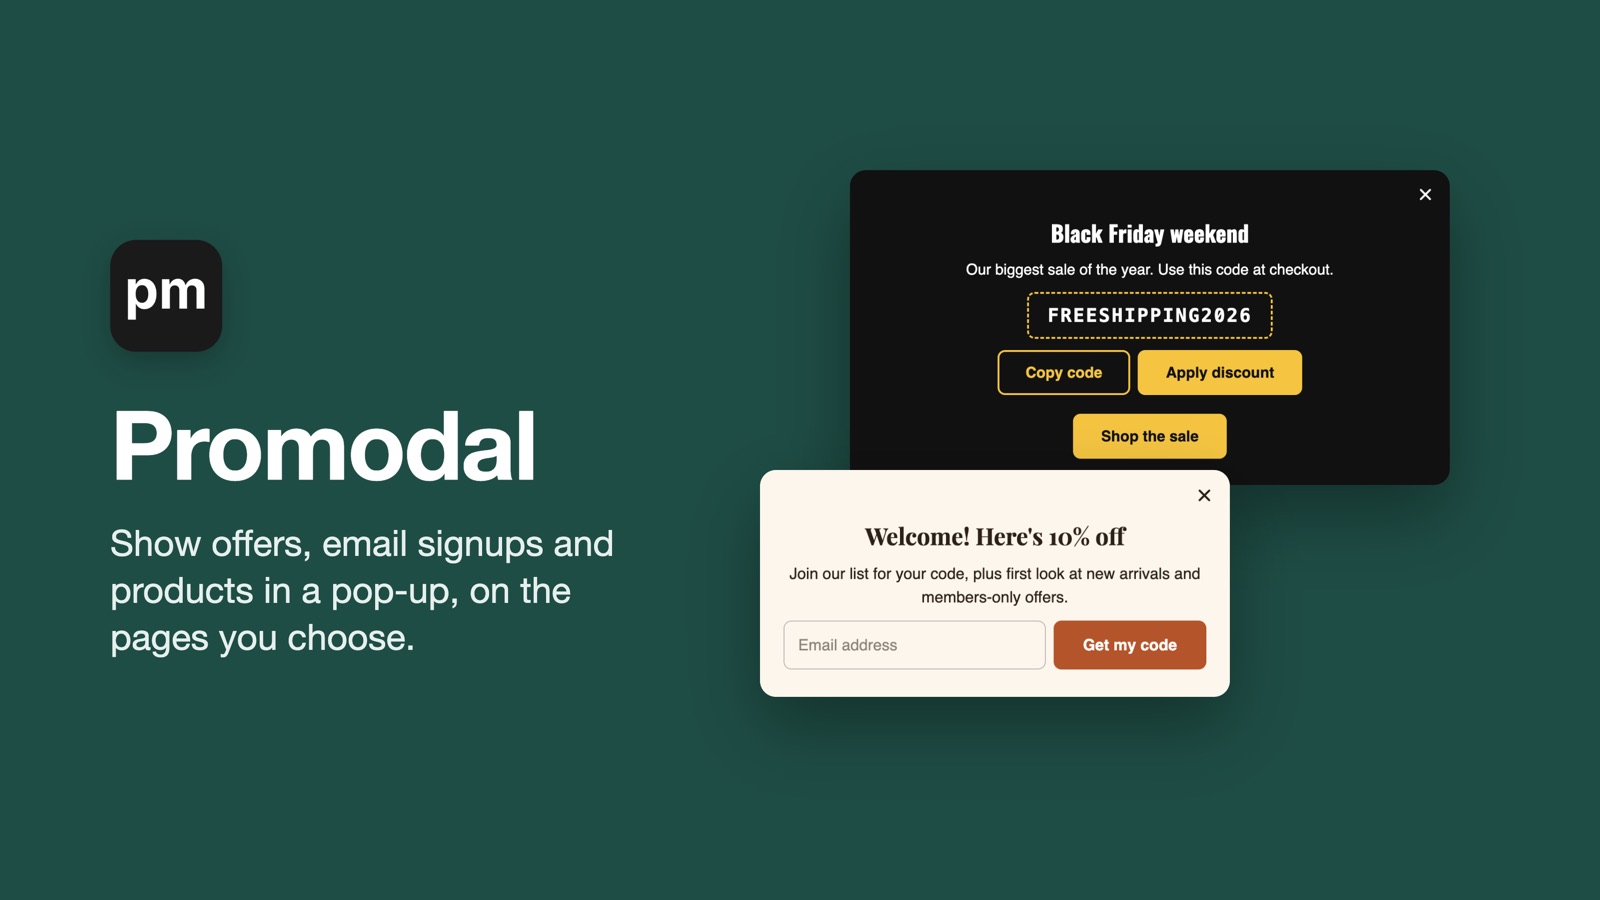 pm
Promodal
Show offers, email signups and
products in a pop-up, on the
pages you choose.
Black Friday weekend
Our biggest sale of the year. Use this code at checkout.
FREESHIPPING2026
Copy code
Apply discount
Shop the sale
Welcome! Here's 10% off
Join our list for your code, plus first look at new arrivals and
members-only offers.
Email address
Get my code